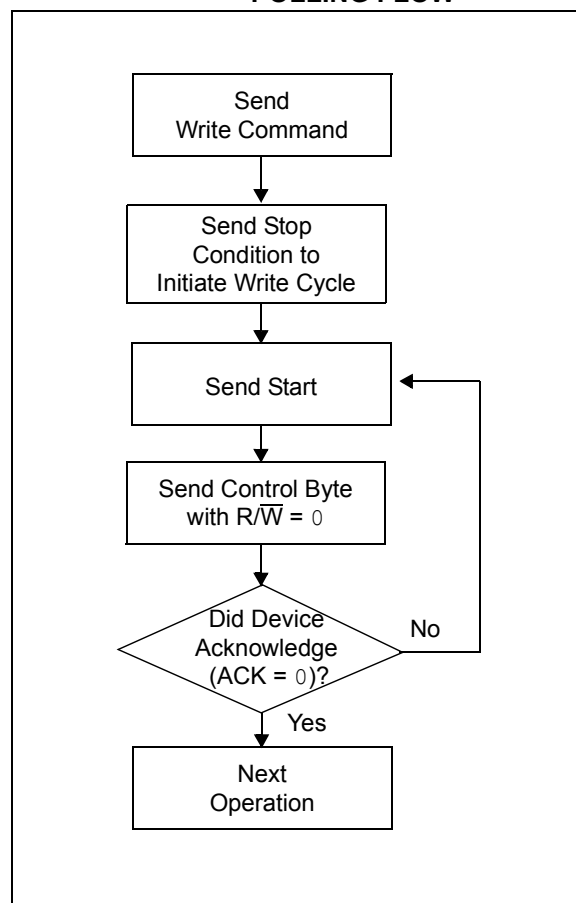 POLLING FLOW
Send
Write Command
Send Stop
Condition to
Initiate Write Cycle
Send Start
Send Control Byte
with R/W̅ = 0
Did Device
Acknowledge
(ACK = 0)?
No
Yes
Next
Operation